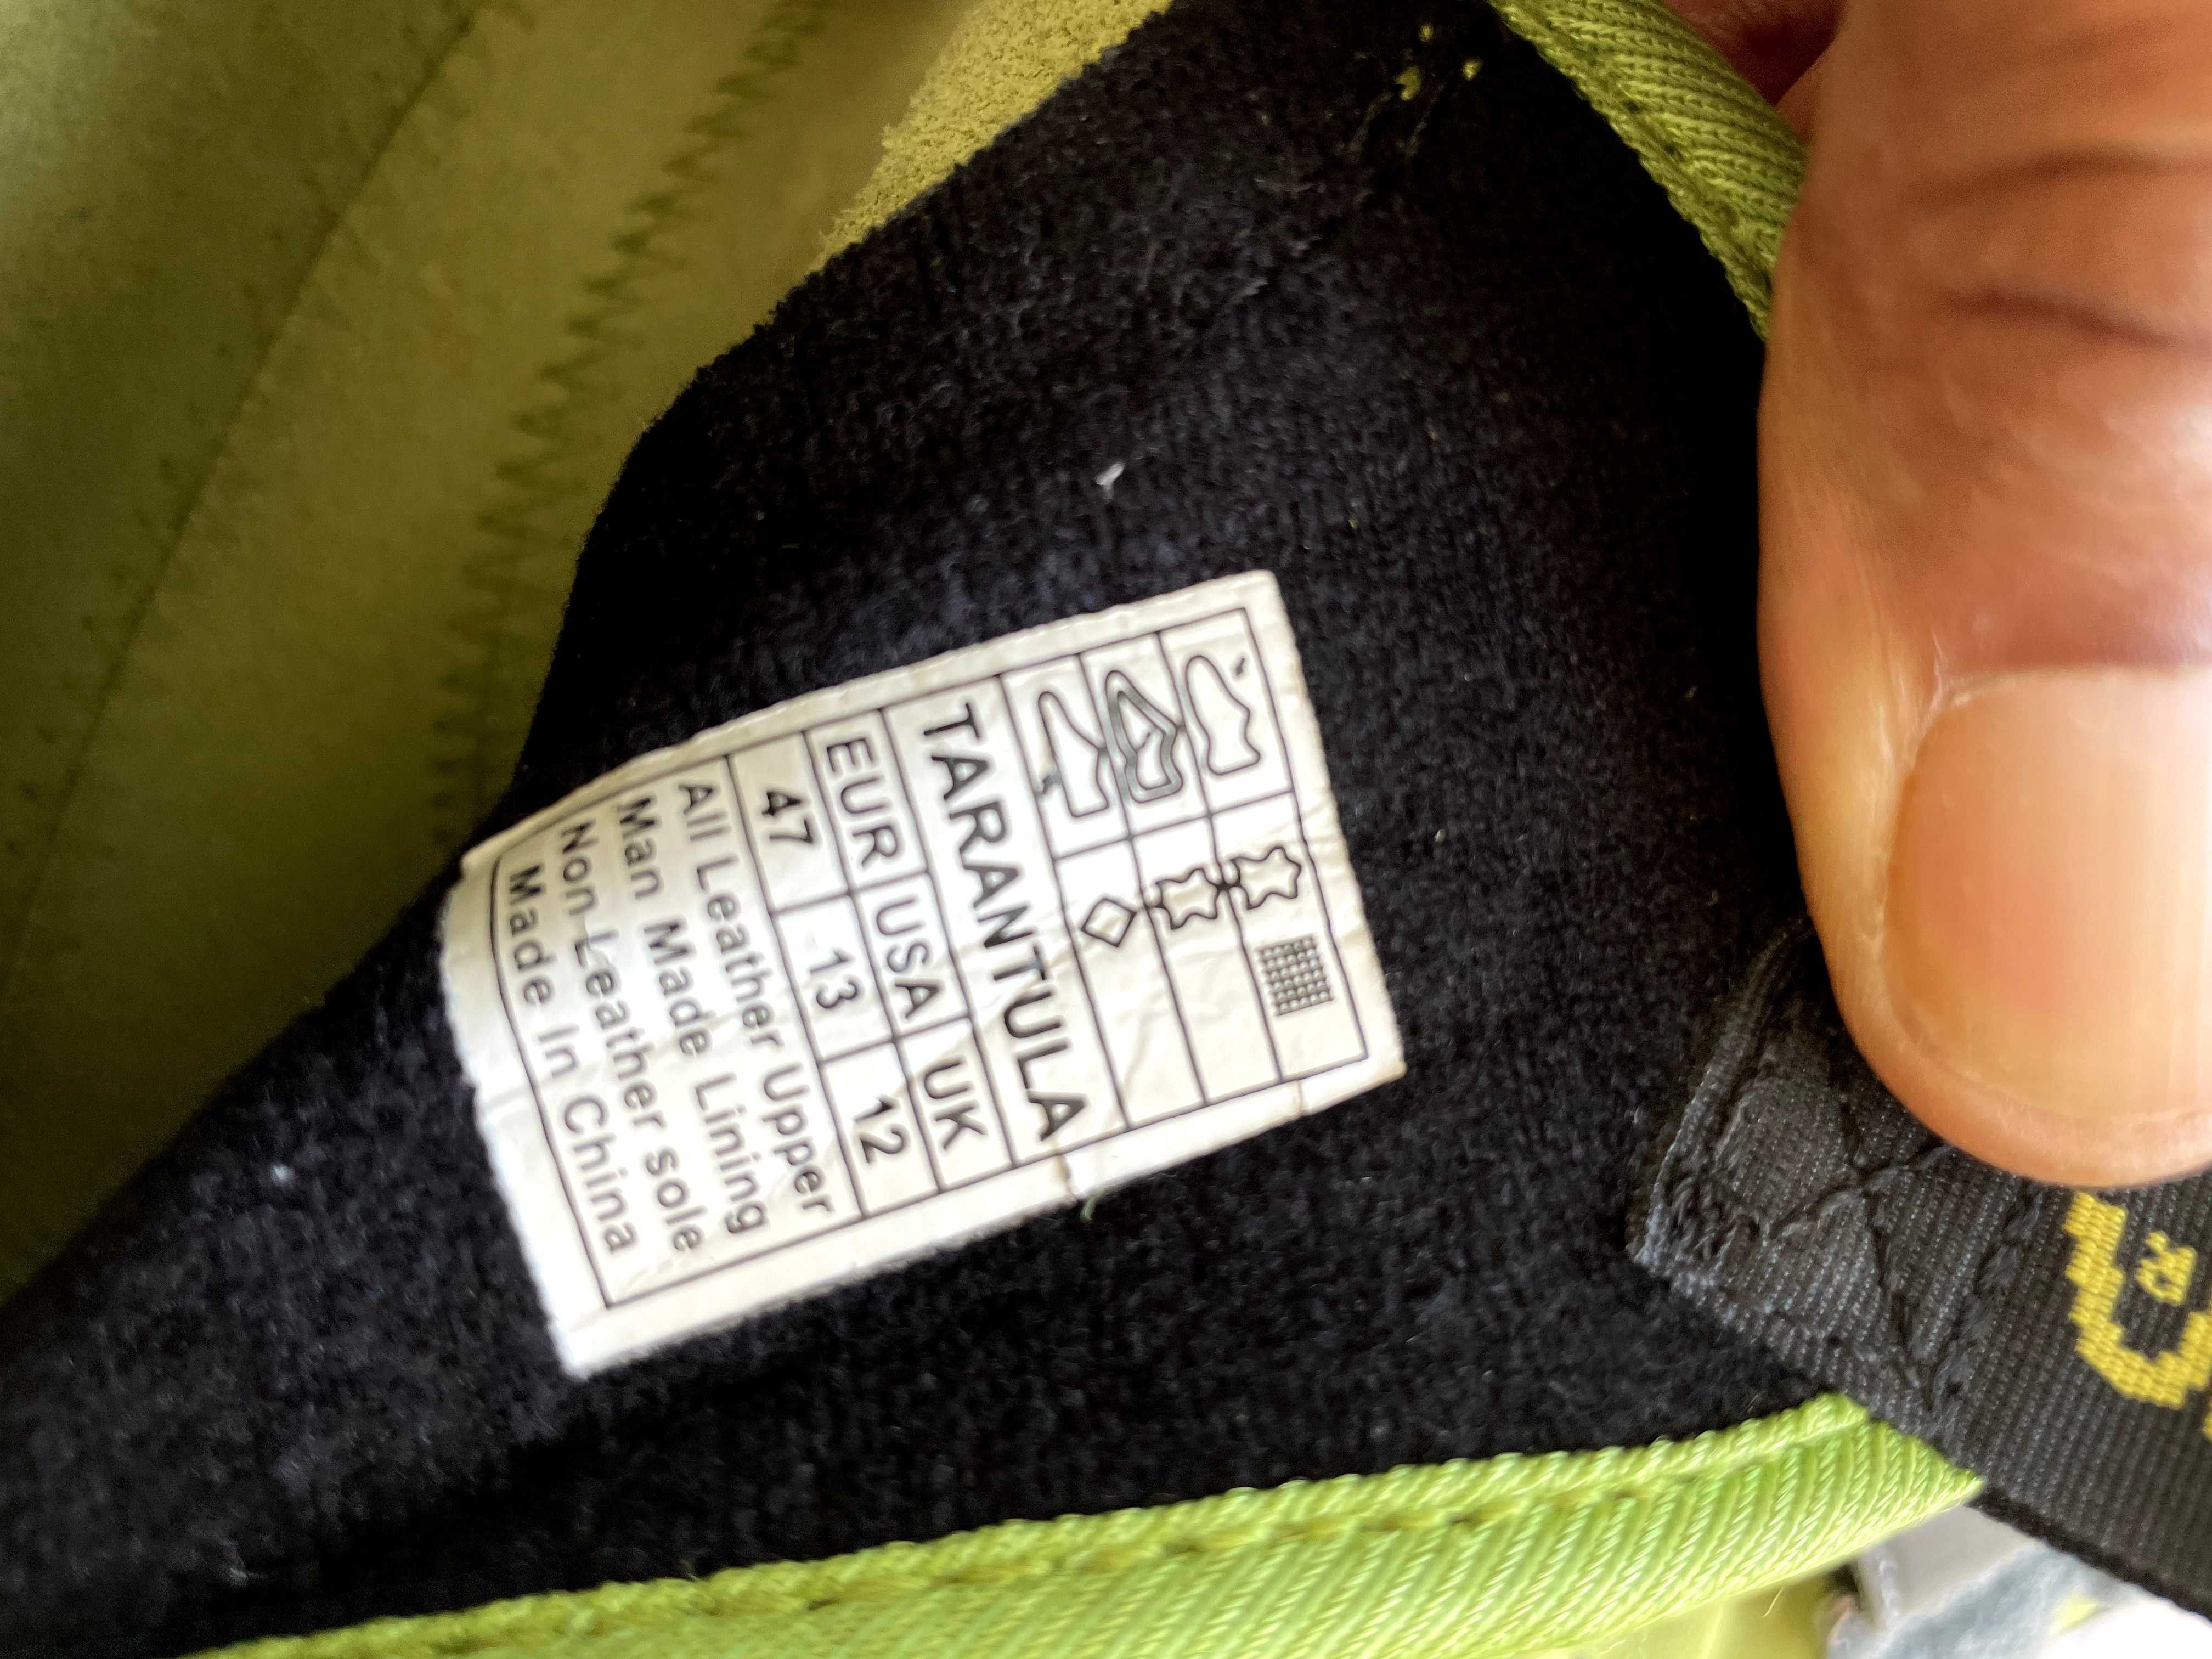 TARANTULA
EUR USA UK
47 13 12
All Leather Upper
Man Made Lining
Non-Leather sole
Made In China
R